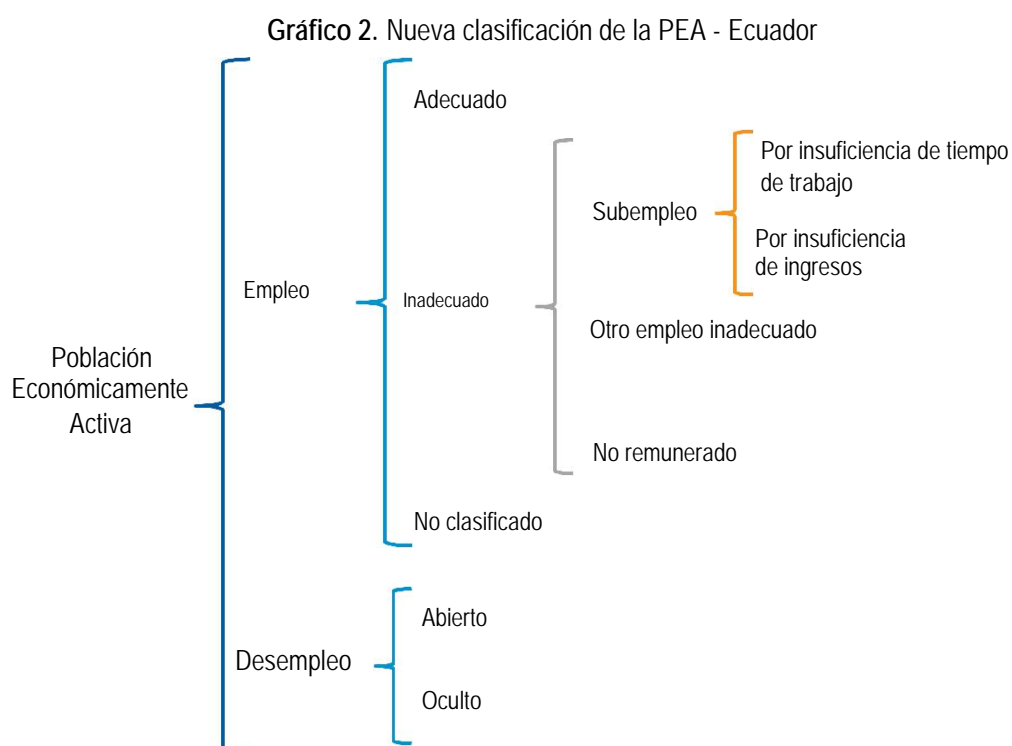 Gráfico 2. Nueva clasificación de la PEA - Ecuador
Adecuado
Por insuficiencia de tiempo
de trabajo
Subempleo
Por insuficiencia
de ingresos
Empleo
Inadecuado
Otro empleo inadecuado
Población
Económicamente
Activa
No remunerado
No clasificado
Abierto
Desempleo
Oculto